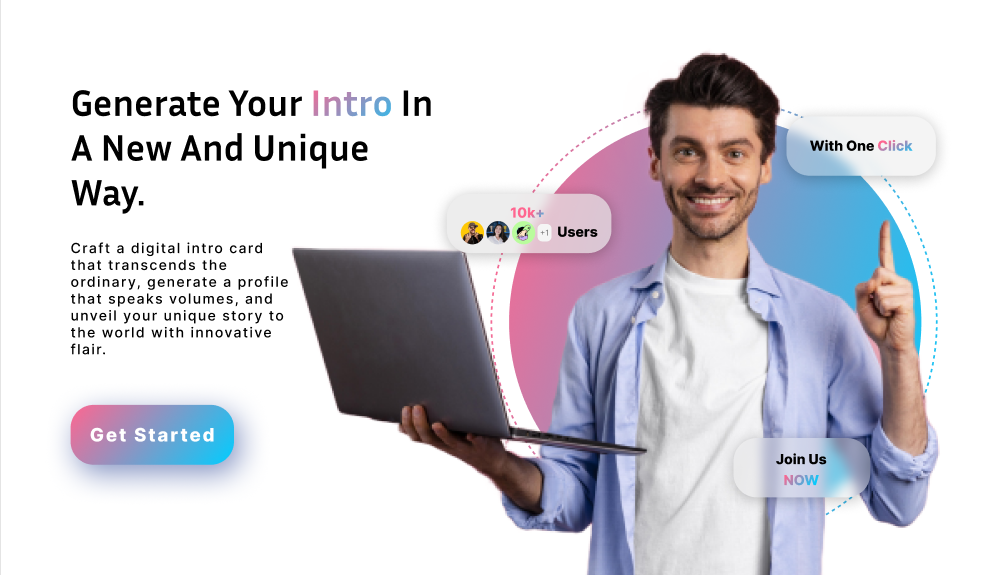 Generate Your Intro In
A New And Unique
Way.
Craft a digital intro card
that transcends the
ordinary, generate a profile
that speaks volumes, and
unveil your unique story to
the world with innovative
flair.
Get Started
10k+
+1 Users
With One Click
Join Us
NOW